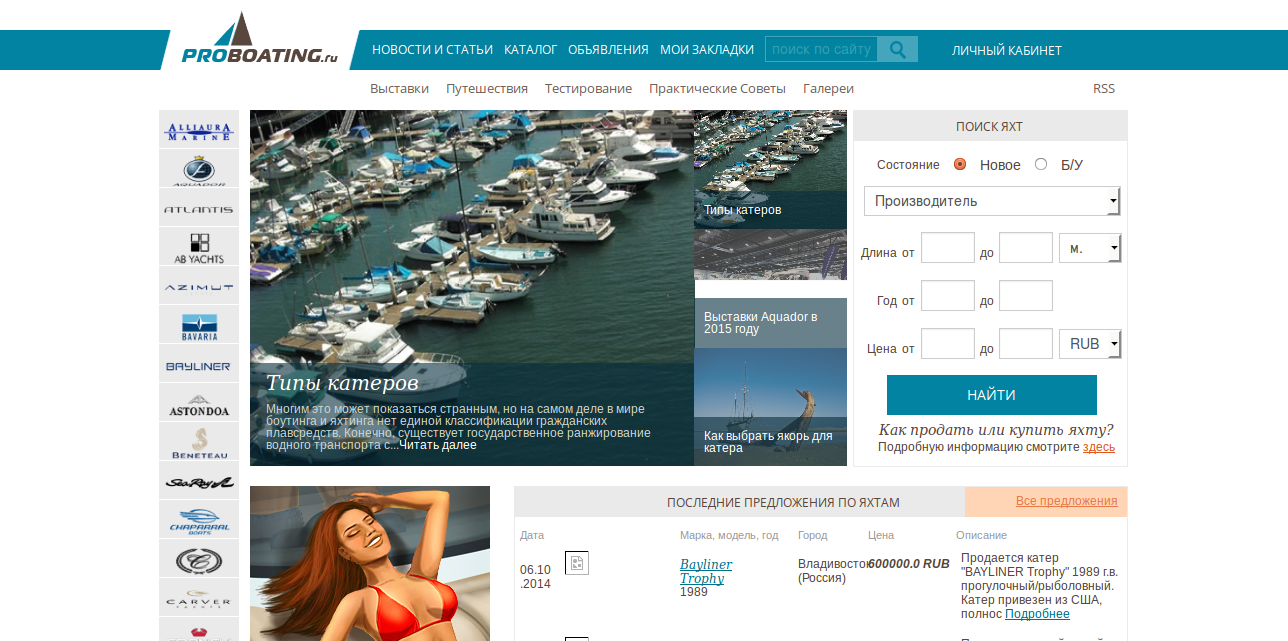 PROBOATING.ru
НОВОСТИ И СТАТЬИ КАТАЛОГ ОБЪЯВЛЕНИЯ МОИ ЗАКЛАДКИ поиск по сайту ЛИЧНЫЙ КАБИНЕТ
Выставки Путешествия Тестирование Практические Советы Галереи RSS
ALLIAURA
MARINE
AQUADOR
ATLANTIS
AB YACHTS
AZIMUT
BAVARIA
BAYLINER
ASTONDOA
BENETEAU
Sea Ray
CHAPARRAL
BOATS
CARVER
YACHTS
Типы катеров
Многим это может показаться странным, но на самом деле в мире
боутинга и яхтинга нет единой классификации гражданских
плавсредств. Конечно, существует государственное ранжирование
водного транспорта с...Читать далее
Типы катеров
Выставки Aquador в
2015 году
Как выбрать якорь для
катера
ПОИСК ЯХТ
Состояние Новое Б/У
Производитель
Длина от до м.
Год от до
Цена от до RUB
НАЙТИ
Как продать или купить яхту?
Подробную информацию смотрите здесь
ПОСЛЕДНИЕ ПРЕДЛОЖЕНИЯ ПО ЯХТАМ Все предложения
Дата Марка, модель, год Город Цена Описание
06.10
.2014
Bayliner
Trophy
1989
Владивосток
(Россия)
600000.0 RUB
Продается катер
"BAYLINER Trophy" 1989 г.в.
прогулочный/рыболовный.
Катер привезен из США,
полнос Подробнее